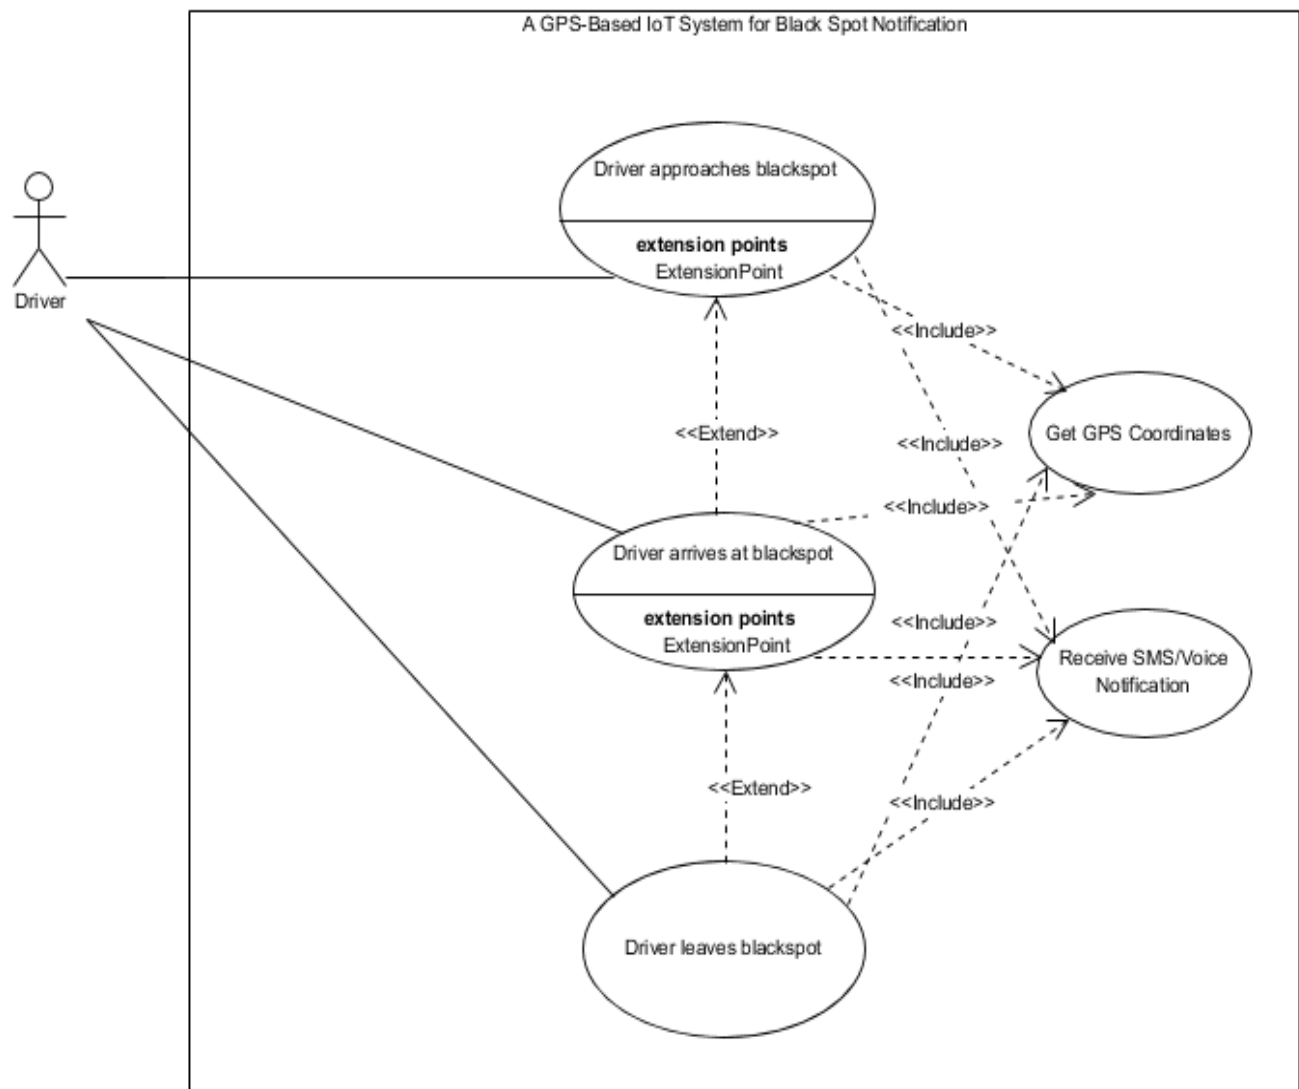 A GPS-Based IoT System for Black Spot Notification
Driver approaches blackspot
extension points
ExtensionPoint
Driver
<<Include>>
<<Extend>>
<<Include>>
Get GPS Coordinates
<<Include>>
Driver arrives at blackspot
extension points
ExtensionPoint
<<Include>>
Receive SMS/Voice
Notification
<<Include>>
<<Extend>>
<<Include>>
Driver leaves blackspot